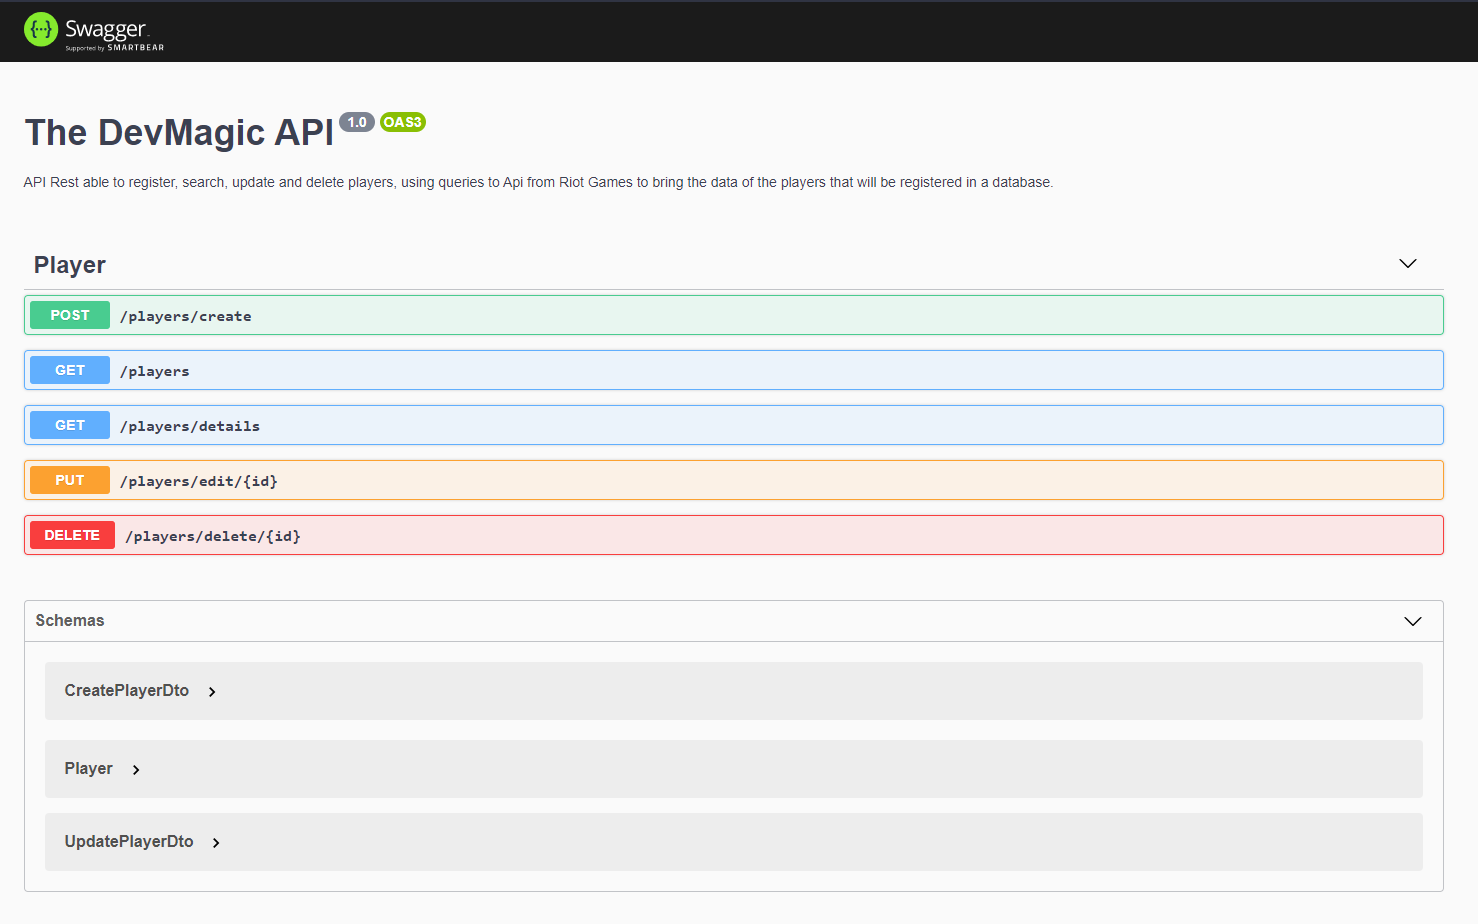 Swagger
Supported by SMARTBEAR
The DevMagic API 1.0 OAS3
API Rest able to register, search, update and delete players, using queries to Api from Riot Games to bring the data of the players that will be registered in a database.
Player
POST /players/create
GET /players
GET /players/details
PUT /players/edit/{id}
DELETE /players/delete/{id}
Schemas
CreatePlayerDto
Player
UpdatePlayerDto